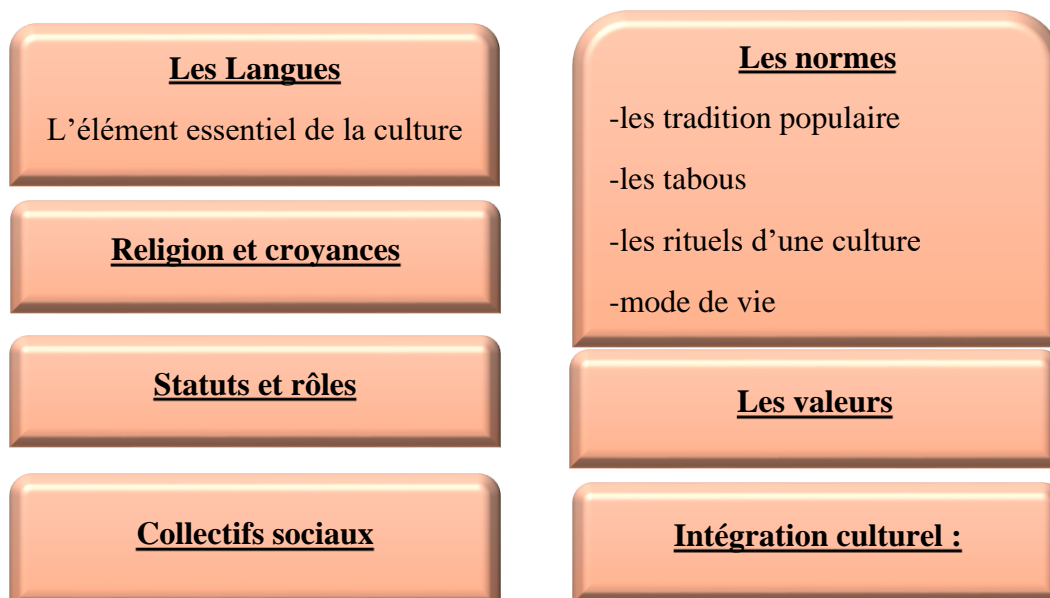 Les Langues
L’élément essentiel de la culture
Religion et croyances
Statuts et rôles
Collectifs sociaux
Les normes
-les tradition populaire
-les tabous
-les rituels d’une culture
-mode de vie
Les valeurs
Intégration culturel :